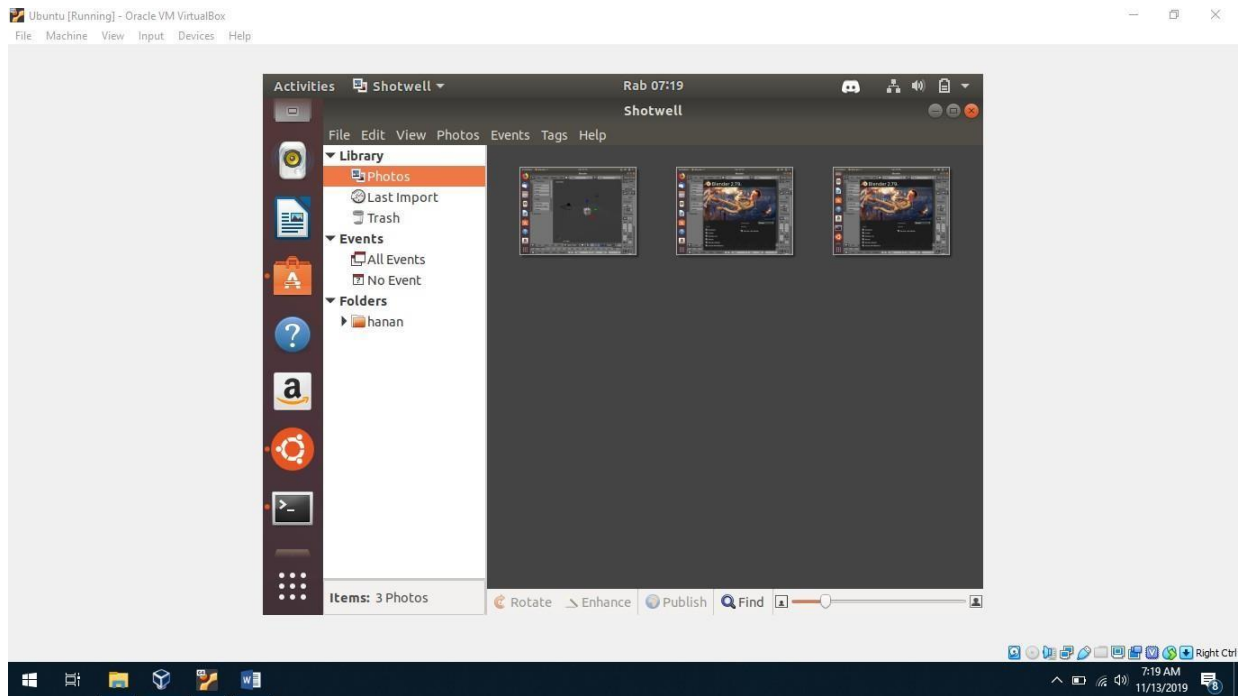 Ubuntu [Running] - Oracle VM VirtualBox
File Machine View Input Devices Help
Activities Shotwell Rab 07:19
Shotwell
File Edit View Photos Events Tags Help
Library
Photos
Last Import
Trash
Events
All Events
No Event
Folders
hanan
Items: 3 Photos
Rotate Enhance Publish Find
Right Ctrl
7:19 AM
11/13/2019
8